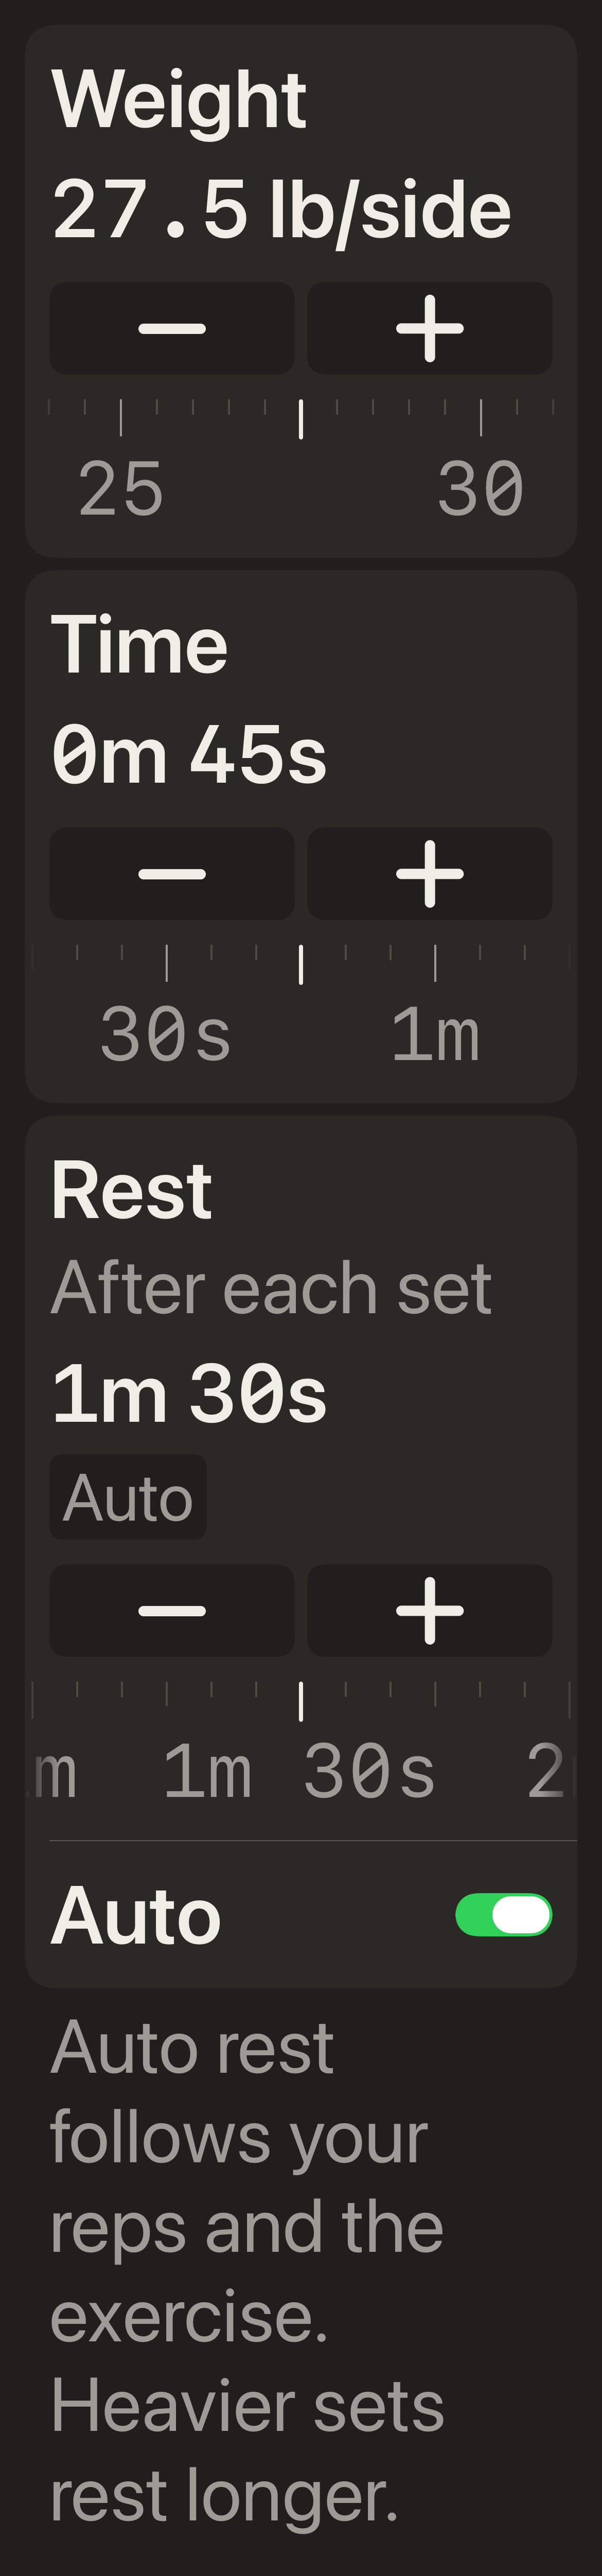 Weight
27.5 lb/side
25 30
Time
0m 45s
30s 1m
Rest
After each set
1m 30s
Auto
m 1m 30s 2
Auto
Auto rest
follows your
reps and the
exercise.
Heavier sets
rest longer.